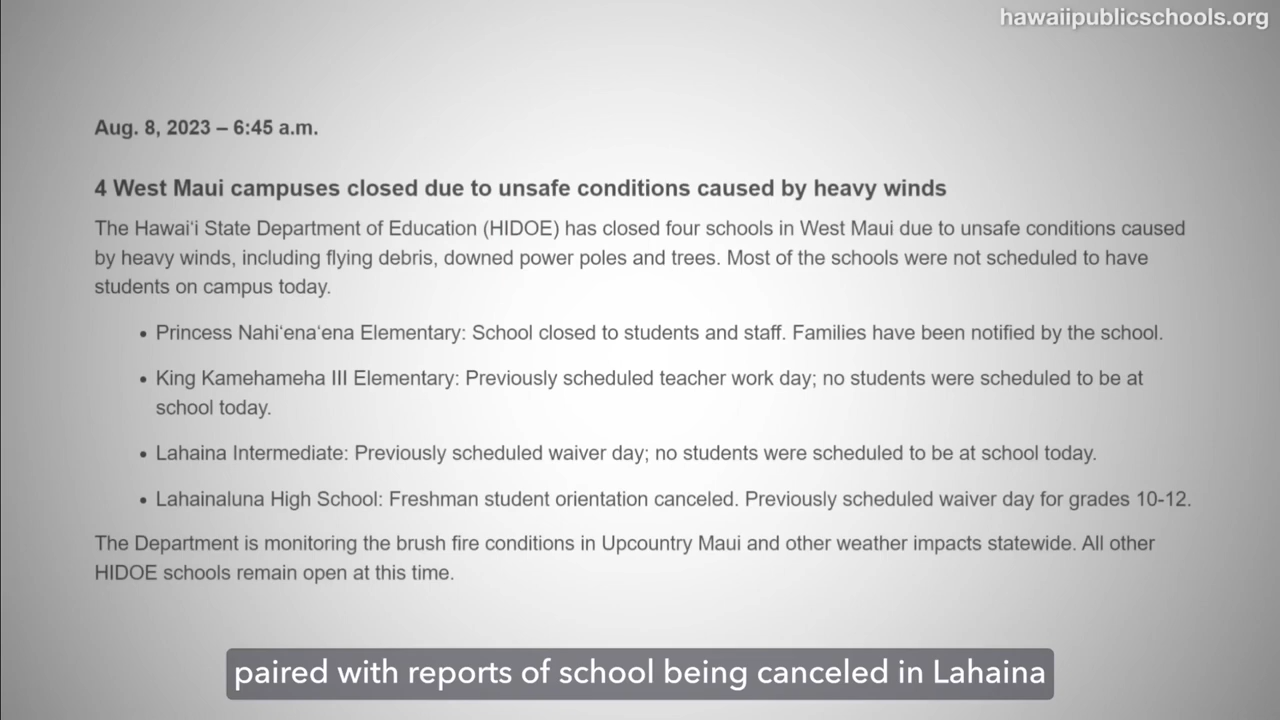 hawaiipublicschools.org
Aug. 8, 2023 – 6:45 a.m.
4 West Maui campuses closed due to unsafe conditions caused by heavy winds
The Hawaiʻi State Department of Education (HIDOE) has closed four schools in West Maui due to unsafe conditions caused
by heavy winds, including flying debris, downed power poles and trees. Most of the schools were not scheduled to have
students on campus today.
• Princess Nahiʻenaʻena Elementary: School closed to students and staff. Families have been notified by the school.
• King Kamehameha III Elementary: Previously scheduled teacher work day; no students were scheduled to be at
school today.
• Lahaina Intermediate: Previously scheduled waiver day; no students were scheduled to be at school today.
• Lahainaluna High School: Freshman student orientation canceled. Previously scheduled waiver day for grades 10-12.
The Department is monitoring the brush fire conditions in Upcountry Maui and other weather impacts statewide. All other
HIDOE schools remain open at this time.
paired with reports of school being canceled in Lahaina